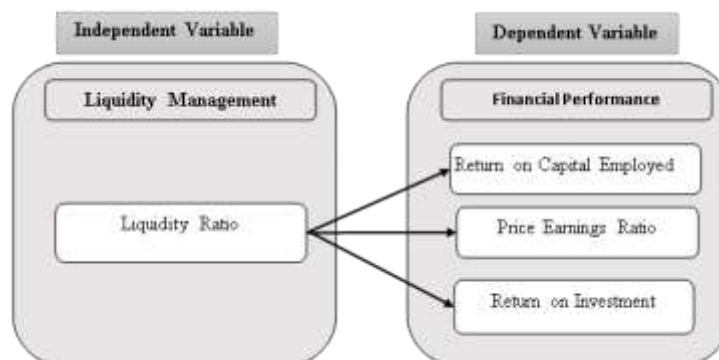 Independent Variable
Dependent Variable
Liquidity Management
Financial Performance
Return on Capital Employed
Liquidity Ratio
Price Earnings Ratio
Return on Investment